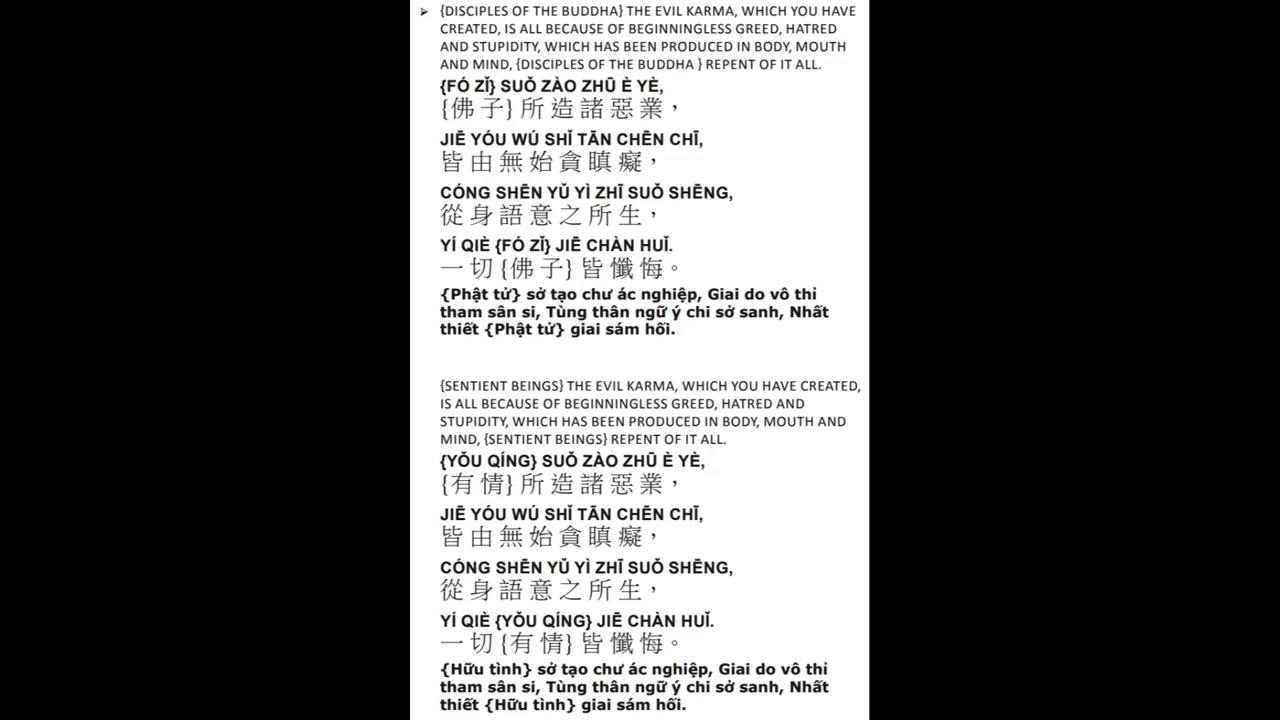 ➢ {DISCIPLES OF THE BUDDHA} THE EVIL KARMA, WHICH YOU HAVE
CREATED, IS ALL BECAUSE OF BEGINNINGLESS GREED, HATRED
AND STUPIDITY, WHICH HAS BEEN PRODUCED IN BODY, MOUTH
AND MIND, {DISCIPLES OF THE BUDDHA } REPENT OF IT ALL.
{FÓ ZǏ} SUǑ ZÀO ZHŪ È YÈ,
{佛 子} 所 造 諸 惡 業，
JIĒ YÓU WÚ SHǏ TĀN CHĒN CHĪ,
皆 由 無 始 貪 瞋 癡，
CÓNG SHĒN YǓ YÌ ZHĪ SUǑ SHĒNG,
從 身 語 意 之 所 生，
YÍ QIÈ {FÓ ZǏ} JIĒ CHÀN HUǏ.
一 切 {佛 子} 皆 懺 悔。
{Phật tử} sở tạo chư ác nghiệp, Giai do vô thỉ
tham sân si, Tùng thân ngữ ý chi sở sanh, Nhất
thiết {Phật tử} giai sám hối.
{SENTIENT BEINGS} THE EVIL KARMA, WHICH YOU HAVE CREATED,
IS ALL BECAUSE OF BEGINNINGLESS GREED, HATRED AND
STUPIDITY, WHICH HAS BEEN PRODUCED IN BODY, MOUTH AND
MIND, {SENTIENT BEINGS} REPENT OF IT ALL.
{YǑU QÍNG} SUǑ ZÀO ZHŪ È YÈ,
{有 情} 所 造 諸 惡 業，
JIĒ YÓU WÚ SHǏ TĀN CHĒN CHĪ,
皆 由 無 始 貪 瞋 癡，
CÓNG SHĒN YǓ YÌ ZHĪ SUǑ SHĒNG,
從 身 語 意 之 所 生，
YÍ QIÈ {YǑU QÍNG} JIĒ CHÀN HUǏ.
一 切 {有 情} 皆 懺 悔。
{Hữu tình} sở tạo chư ác nghiệp, Giai do vô thỉ
tham sân si, Tùng thân ngữ ý chi sở sanh, Nhất
thiết {Hữu tình} giai sám hối.